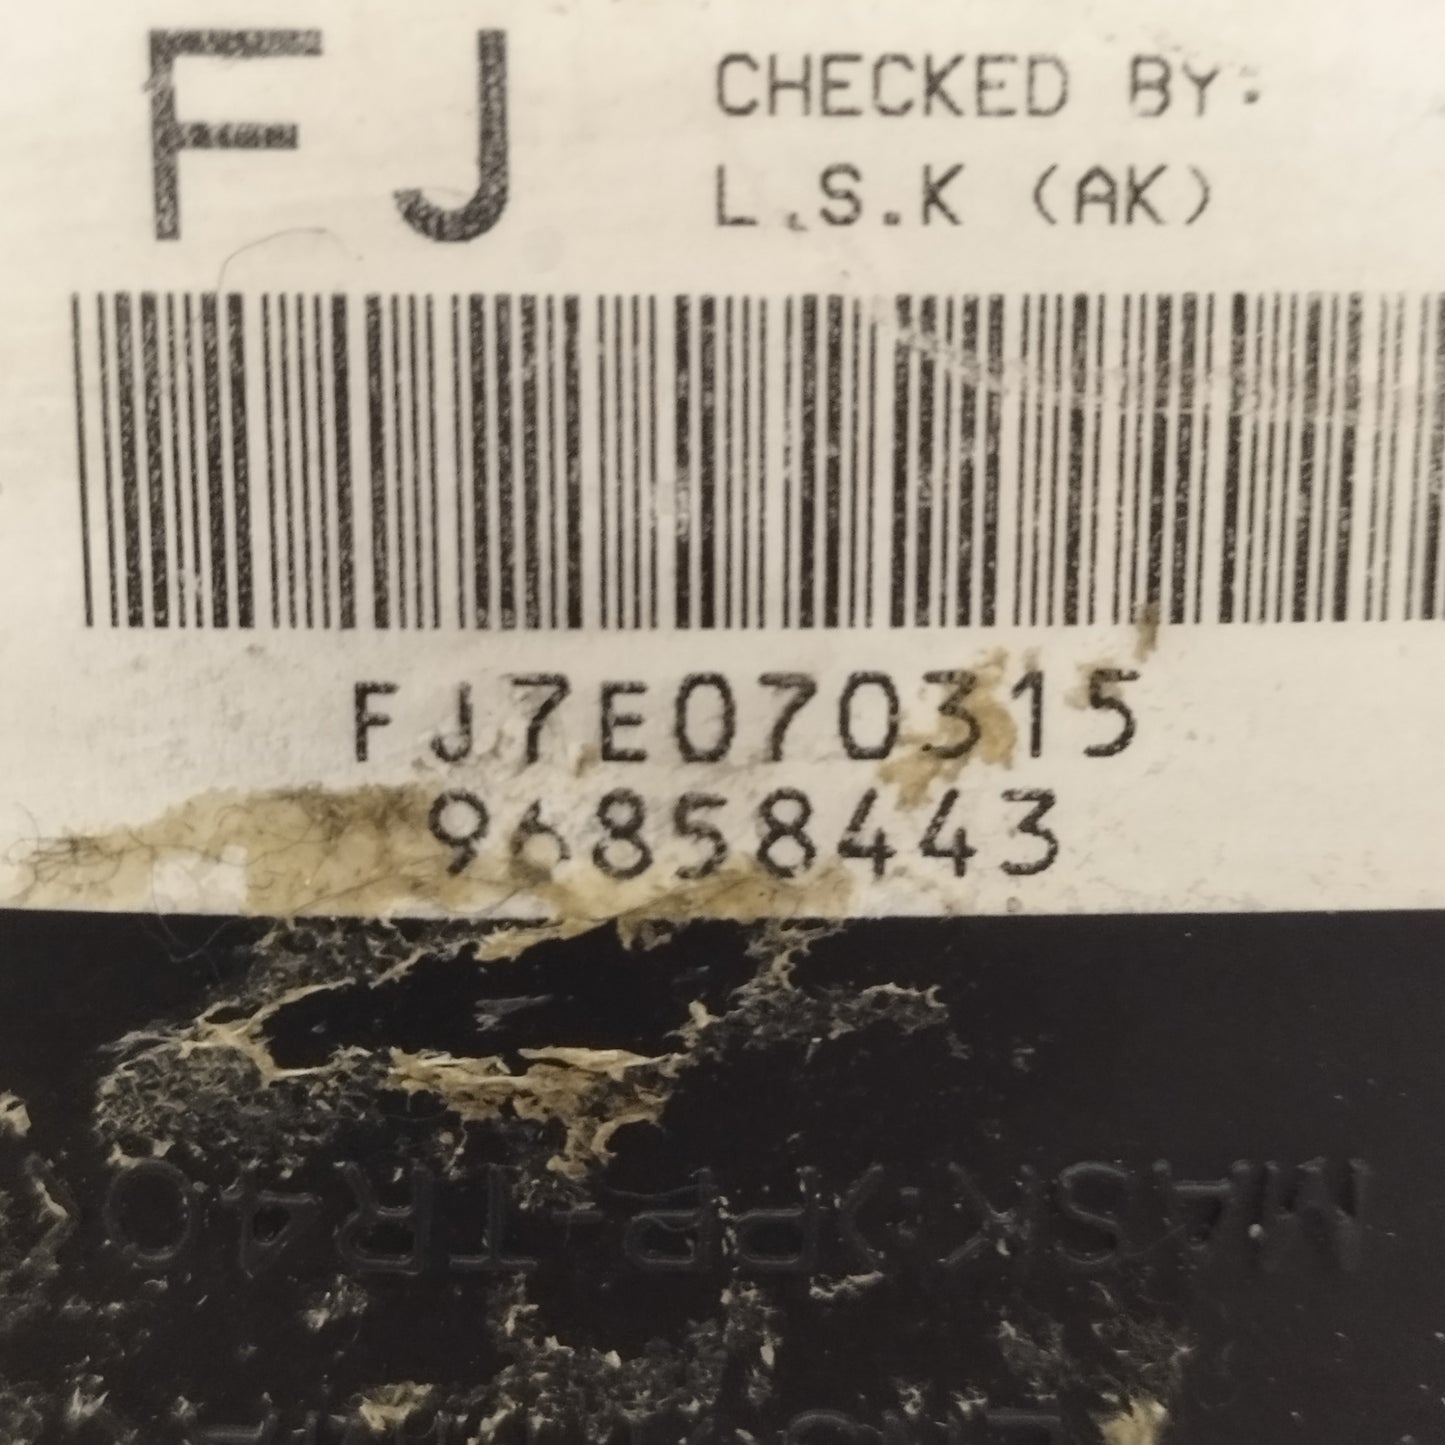 FJ
CHECKED BY:
L.S.K (AK)
FJ7E070315
96858443